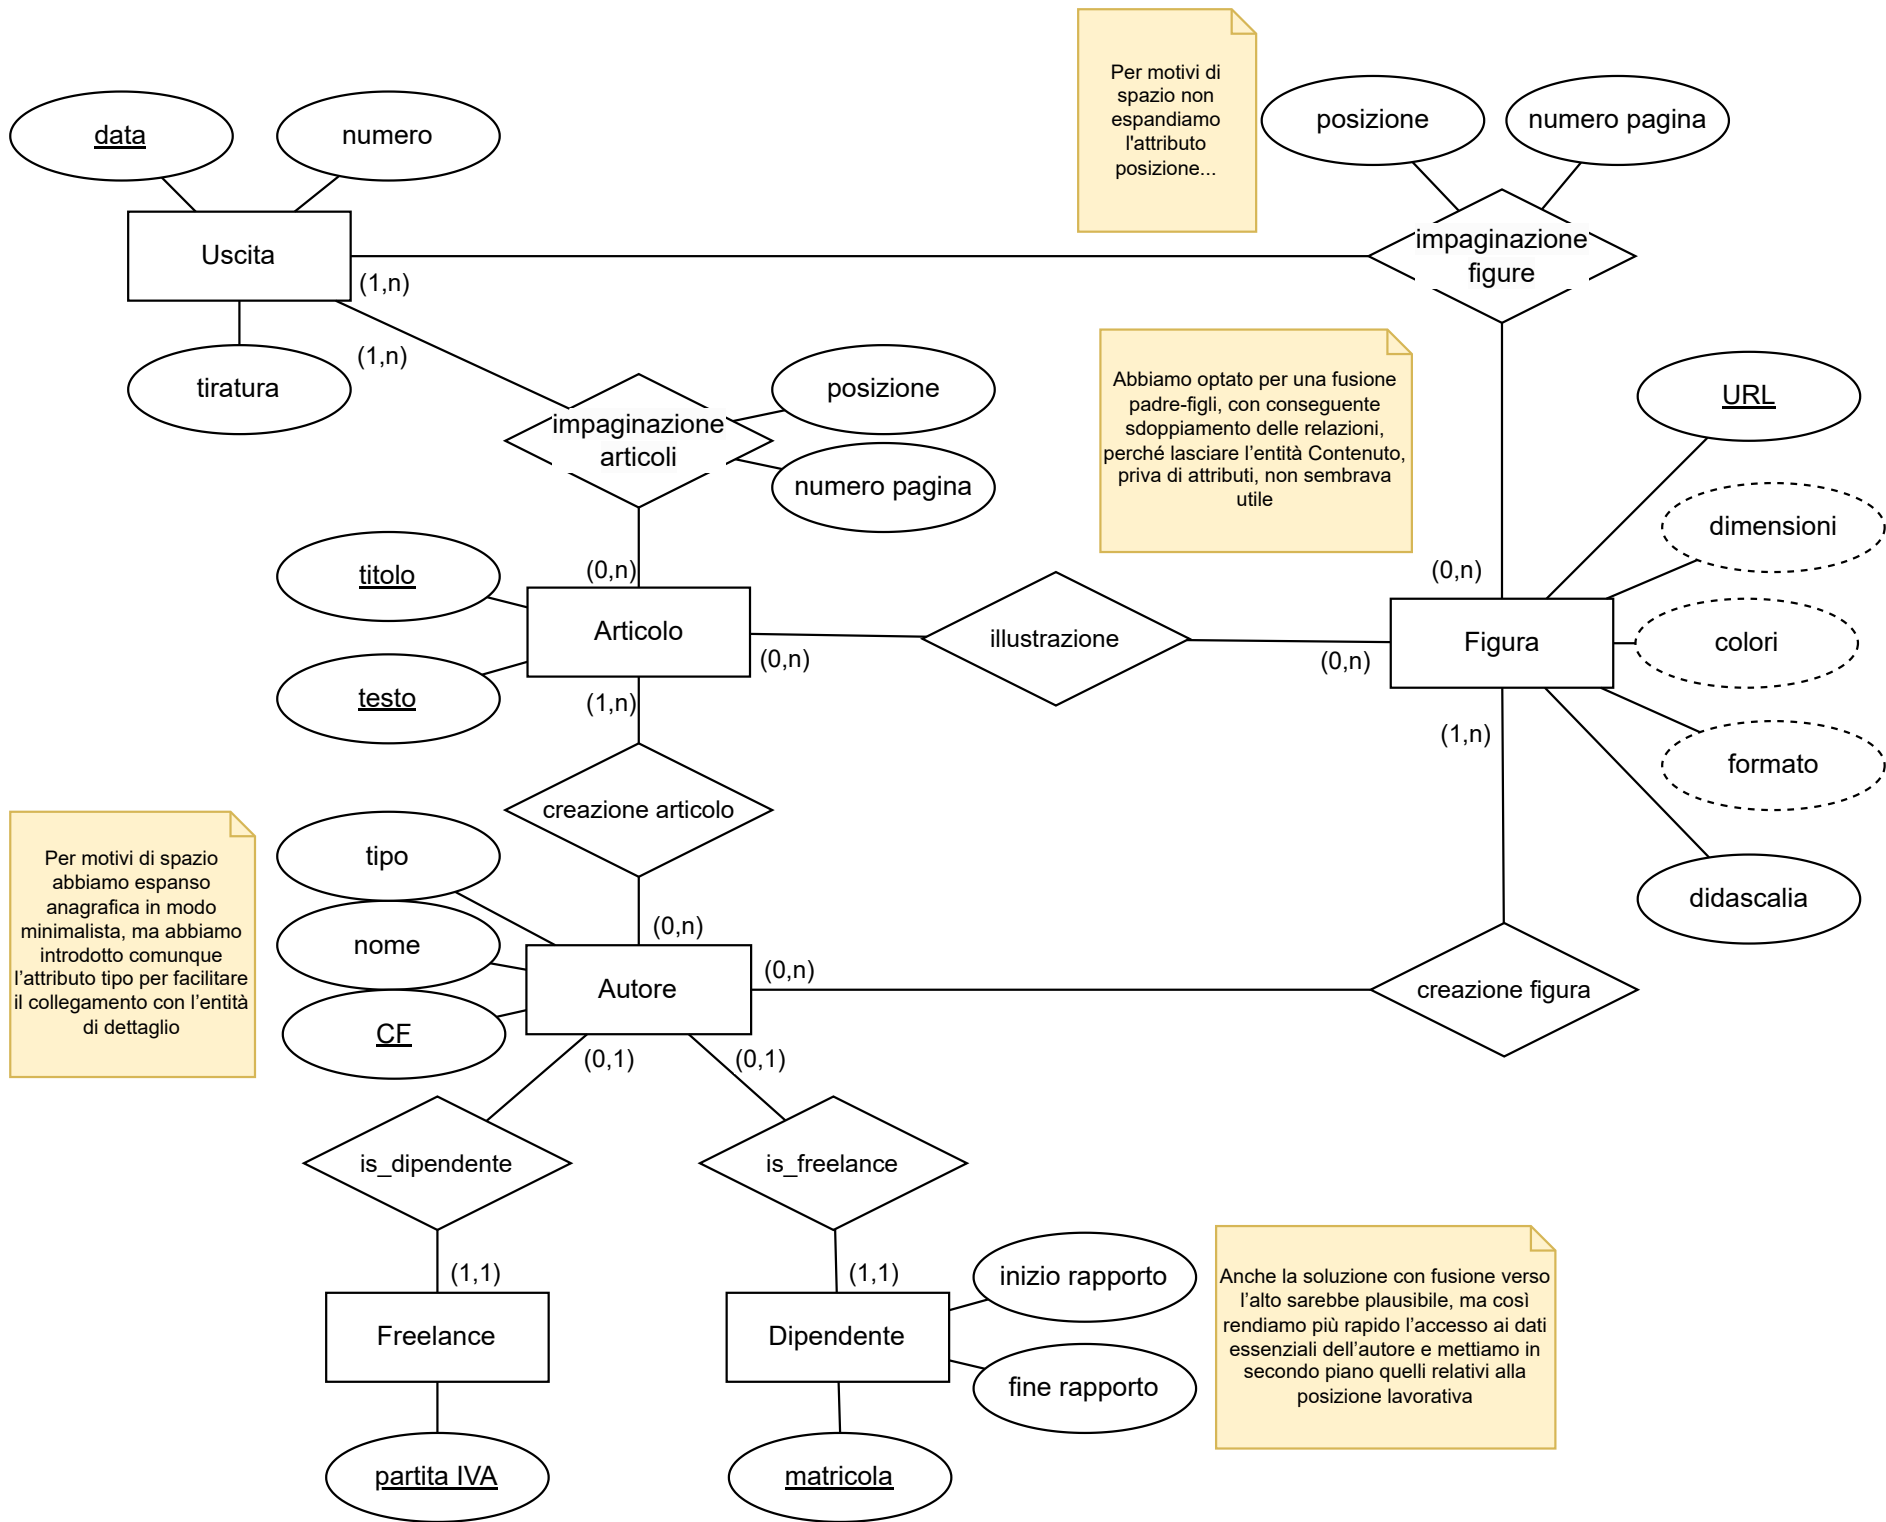 Per motivi di
spazio non
espandiamo
l'attributo
posizione...
posizione
numero pagina
data
numero
impaginazione
figure
Uscita
(1,n)
(1,n)
tiratura
posizione
impaginazione
articoli
numero pagina
Abbiamo optato per una fusione
padre-figli, con conseguente
sdoppiamento delle relazioni,
perché lasciare l’entità Contenuto,
priva di attributi, non sembrava
utile
URL
dimensioni
(0,n)
(0,n)
titolo
Articolo
illustrazione
Figura
colori
(0,n)
(0,n)
testo
(1,n)
(1,n)
formato
creazione articolo
didascalia
Per motivi di spazio
abbiamo espanso
anagrafica in modo
minimalista, ma abbiamo
introdotto comunque
l’attributo tipo per facilitare
il collegamento con l’entità
di dettaglio
tipo
nome
CF
(0,n)
Autore
(0,n)
creazione figura
(0,1)
(0,1)
is_dipendente
is_freelance
(1,1)
(1,1)
Freelance
Dipendente
inizio rapporto
fine rapporto
Anche la soluzione con fusione verso
l’alto sarebbe plausibile, ma così
rendiamo più rapido l’accesso ai dati
essenziali dell’autore e mettiamo in
secondo piano quelli relativi alla
posizione lavorativa
partita IVA
matricola